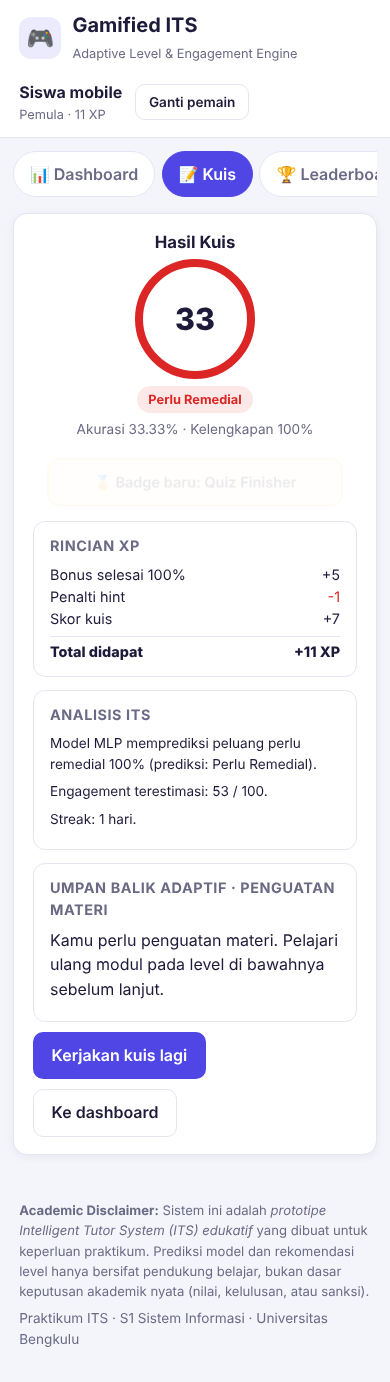 🎮 Gamified ITS
Adaptive Level & Engagement Engine
Siswa mobile
Pemula · 11 XP
Ganti pemain
📊 Dashboard
📝 Kuis
🏆 Leaderboa
Hasil Kuis
33
Perlu Remedial
Akurasi 33.33% · Kelengkapan 100%
🏅 Badge baru: Quiz Finisher
RINCIAN XP
Bonus selesai 100% +5
Penalti hint -1
Skor kuis +7
Total didapat +11 XP
ANALISIS ITS
Model MLP memprediksi peluang perlu
remedial 100% (prediksi: Perlu Remedial).
Engagement terestimasi: 53 / 100.
Streak: 1 hari.
UMPAN BALIK ADAPTIF · PENGUATAN
MATERI
Kamu perlu penguatan materi. Pelajari
ulang modul pada level di bawahnya
sebelum lanjut.
Kerjakan kuis lagi
Ke dashboard
Academic Disclaimer: Sistem ini adalah prototipe
Intelligent Tutor System (ITS) edukatif yang dibuat untuk
keperluan praktikum. Prediksi model dan rekomendasi
level hanya bersifat pendukung belajar, bukan dasar
keputusan akademik nyata (nilai, kelulusan, atau sanksi).
Praktikum ITS · S1 Sistem Informasi · Universitas
Bengkulu